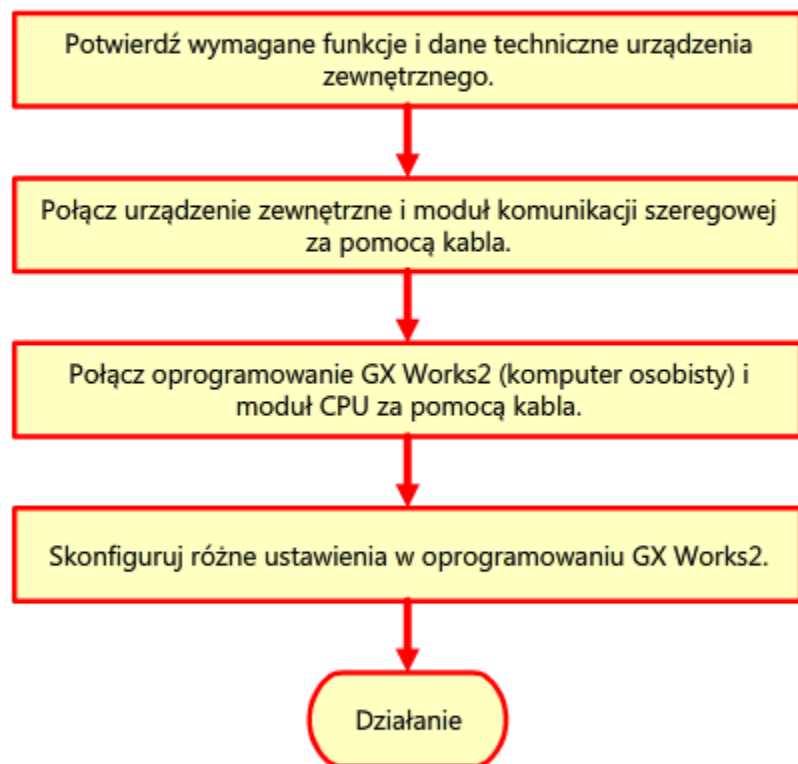 Potwierdź wymagane funkcje i dane techniczne urządzenia
zewnętrznego.
Połącz urządzenie zewnętrzne i moduł komunikacji szeregowej
za pomocą kabla.
Połącz oprogramowanie GX Works2 (komputer osobisty) i
moduł CPU za pomocą kabla.
Skonfiguruj różne ustawienia w oprogramowaniu GX Works2.
Działanie